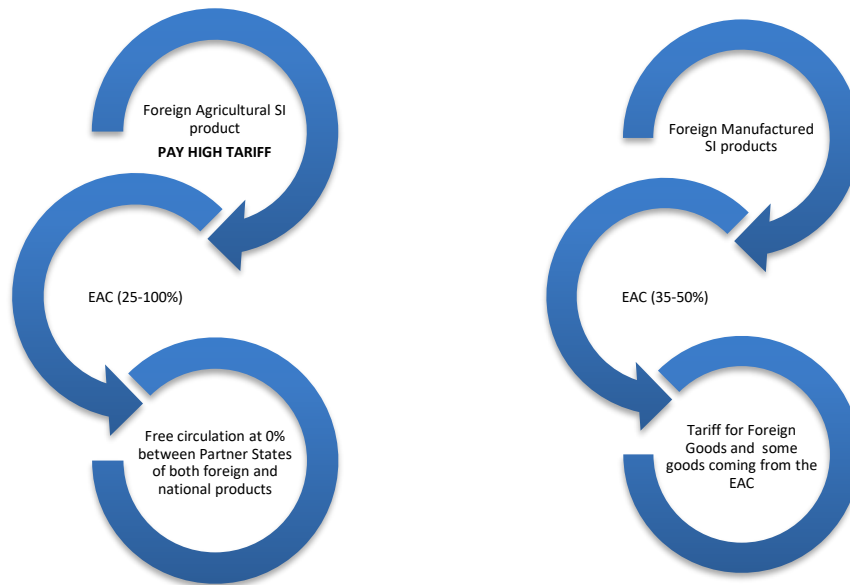 Foreign Agricultural SI
product
PAY HIGH TARIFF
EAC (25-100%)
Free circulation at 0%
between Partner States
of both foreign and
national products
Foreign Manufactured
SI products
EAC (35-50%)
Tariff for Foreign
Goods and some
goods coming from the
EAC